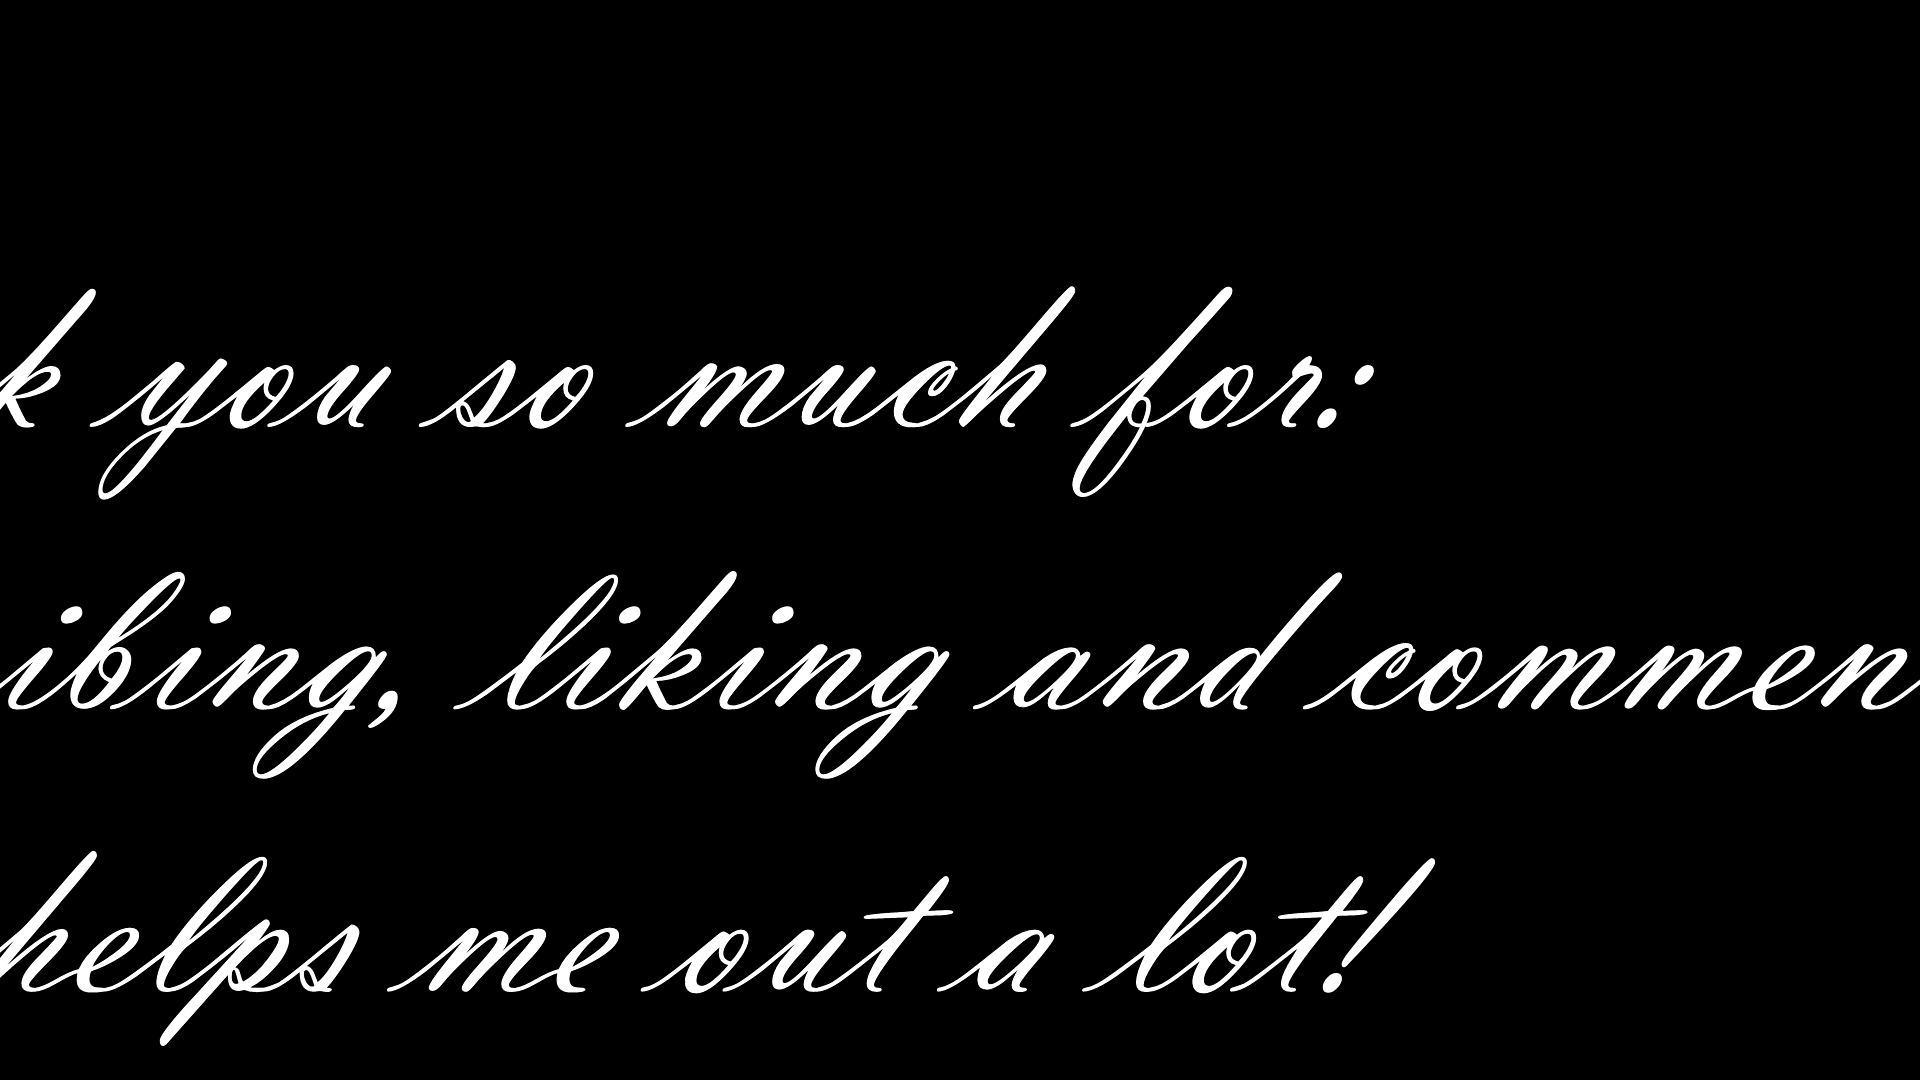 k you so much for:
ibing, liking and commen
helps me out a lot!